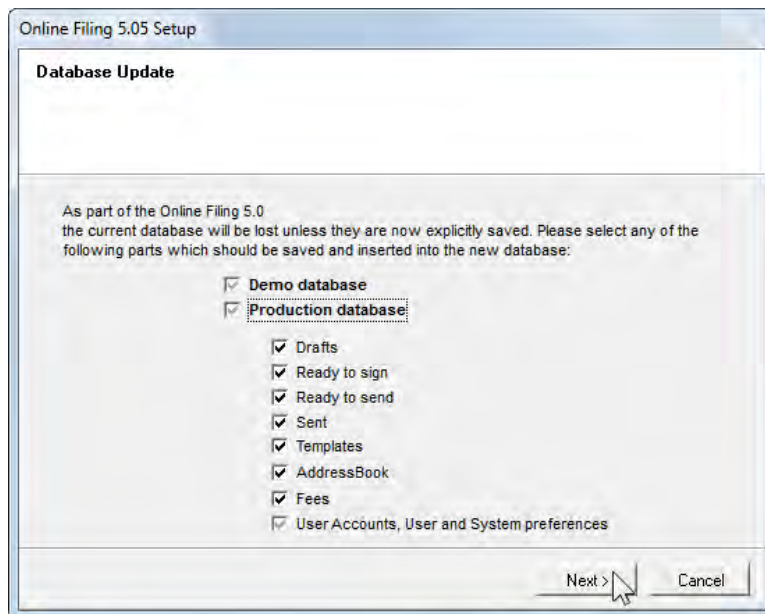 Online Filing 5.05 Setup
Database Update
As part of the Online Filing 5.0
the current database will be lost unless they are now explicitly saved. Please select any of the
following parts which should be saved and inserted into the new database:
Demo database
Production database
Drafts
Ready to sign
Ready to send
Sent
Templates
AddressBook
Fees
User Accounts, User and System preferences
Next >
Cancel